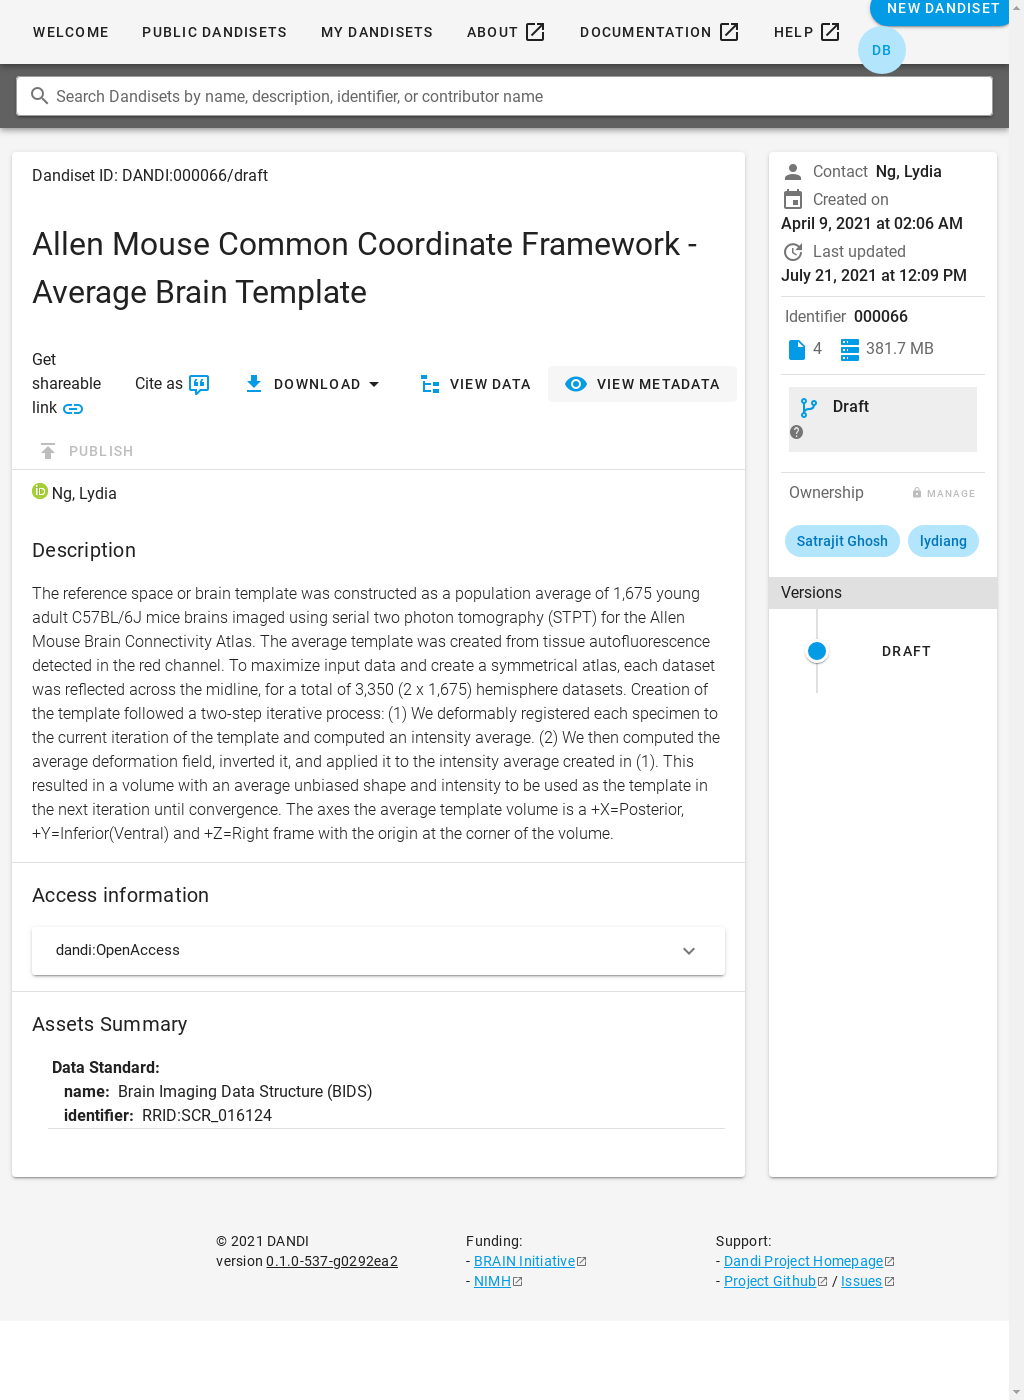 WELCOME
PUBLIC DANDISETS
MY DANDISETS
ABOUT
DOCUMENTATION
HELP
NEW DANDISET
DB
Search Dandisets by name, description, identifier, or contributor name
Dandiset ID: DANDI:000066/draft
Allen Mouse Common Coordinate Framework -
Average Brain Template
Get
shareable
link
Cite as
DOWNLOAD
VIEW DATA
VIEW METADATA
PUBLISH
iD Ng, Lydia
Description
The reference space or brain template was constructed as a population average of 1,675 young
adult C57BL/6J mice brains imaged using serial two photon tomography (STPT) for the Allen
Mouse Brain Connectivity Atlas. The average template was created from tissue autofluorescence
detected in the red channel. To maximize input data and create a symmetrical atlas, each dataset
was reflected across the midline, for a total of 3,350 (2 x 1,675) hemisphere datasets. Creation of
the template followed a two-step iterative process: (1) We deformably registered each specimen to
the current iteration of the template and computed an intensity average. (2) We then computed the
average deformation field, inverted it, and applied it to the intensity average created in (1). This
resulted in a volume with an average unbiased shape and intensity to be used as the template in
the next iteration until convergence. The axes the average template volume is a +X=Posterior,
+Y=Inferior(Ventral) and +Z=Right frame with the origin at the corner of the volume.
Access information
dandi:OpenAccess
Assets Summary
Data Standard:
name: Brain Imaging Data Structure (BIDS)
identifier: RRID:SCR_016124
Contact Ng, Lydia
Created on
April 9, 2021 at 02:06 AM
Last updated
July 21, 2021 at 12:09 PM
Identifier 000066
4 381.7 MB
Draft
Ownership
MANAGE
Satrajit Ghosh
lydiang
Versions
DRAFT
© 2021 DANDI
version 0.1.0-537-g0292ea2
Funding:
- BRAIN Initiative
- NIMH
Support:
- Dandi Project Homepage
- Project Github / Issues